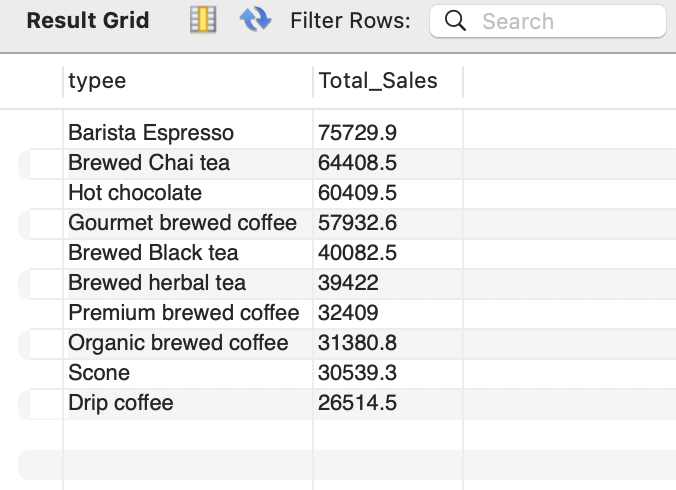 Result Grid Filter Rows: Search
typee Total_Sales
Barista Espresso 75729.9
Brewed Chai tea 64408.5
Hot chocolate 60409.5
Gourmet brewed coffee 57932.6
Brewed Black tea 40082.5
Brewed herbal tea 39422
Premium brewed coffee 32409
Organic brewed coffee 31380.8
Scone 30539.3
Drip coffee 26514.5